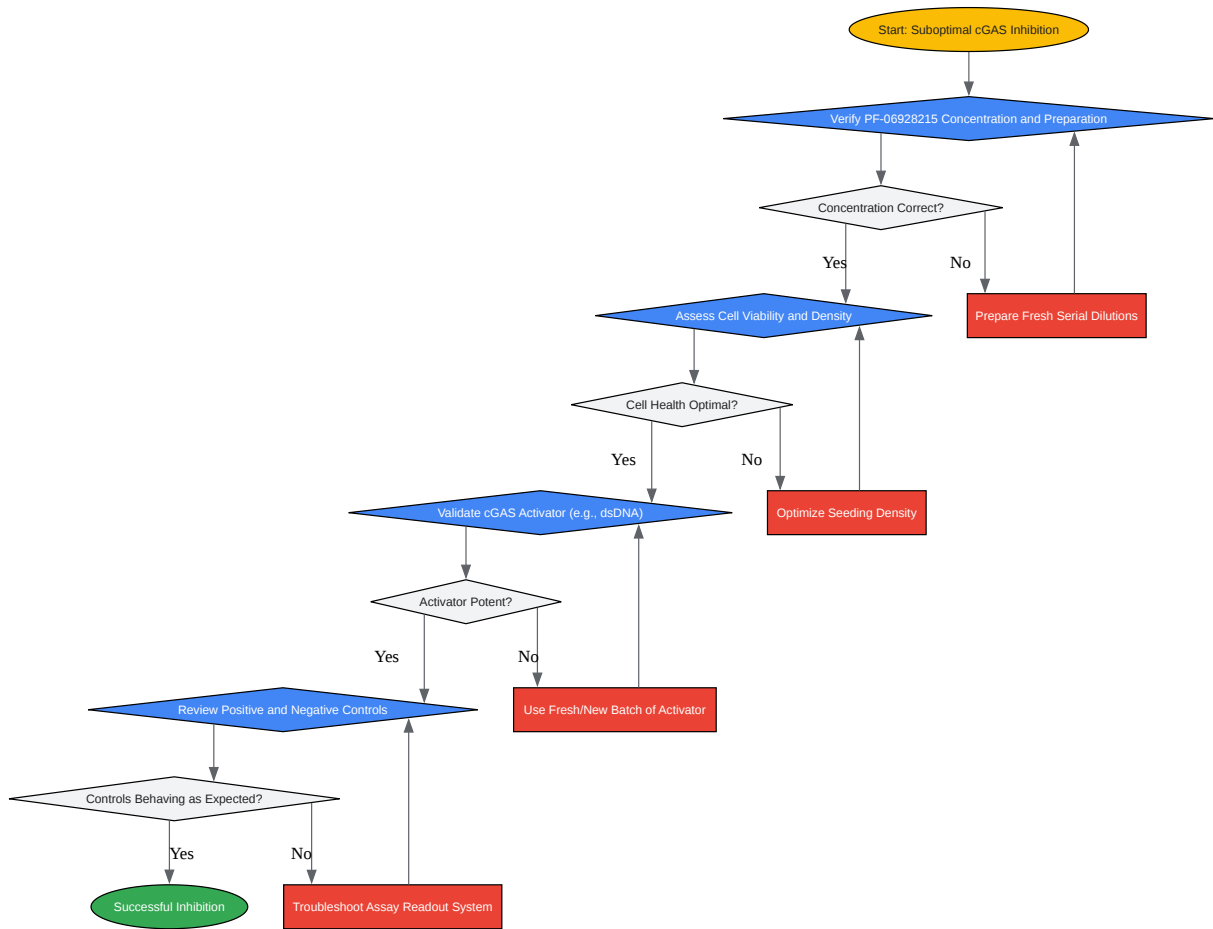 Start: Suboptimal cGAS Inhibition
Verify PF-06928215 Concentration and Preparation
Concentration Correct?
Yes
No
Prepare Fresh Serial Dilutions
Assess Cell Viability and Density
Cell Health Optimal?
Yes
No
Optimize Seeding Density
Validate cGAS Activator (e.g., dsDNA)
Activator Potent?
Yes
No
Use Fresh/New Batch of Activator
Review Positive and Negative Controls
Controls Behaving as Expected?
Yes
No
Successful Inhibition
Troubleshoot Assay Readout System